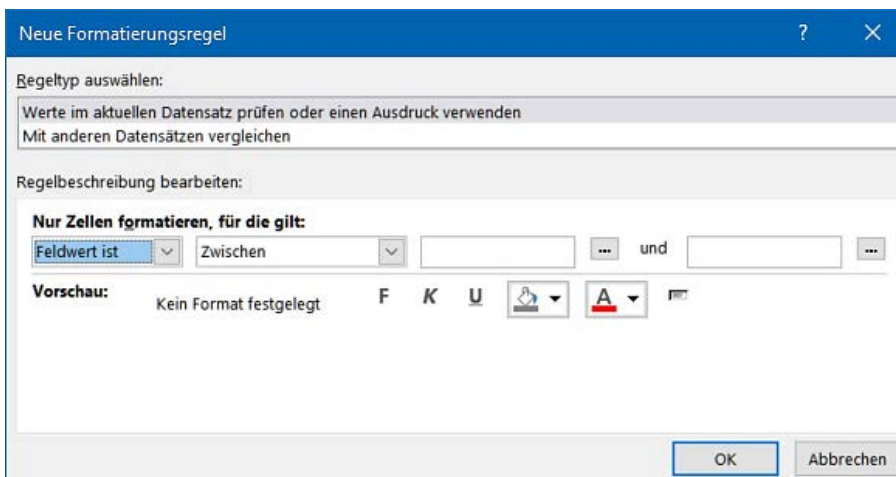 Neue Formatierungsregel ?
Regeltyp auswählen:
Werte im aktuellen Datensatz prüfen oder einen Ausdruck verwenden
Mit anderen Datensätzen vergleichen
Regelbeschreibung bearbeiten:
Nur Zellen formatieren, für die gilt:
Feldwert ist Zwischen ... und ...
Vorschau: Kein Format festgelegt F K U A
OK Abbrechen